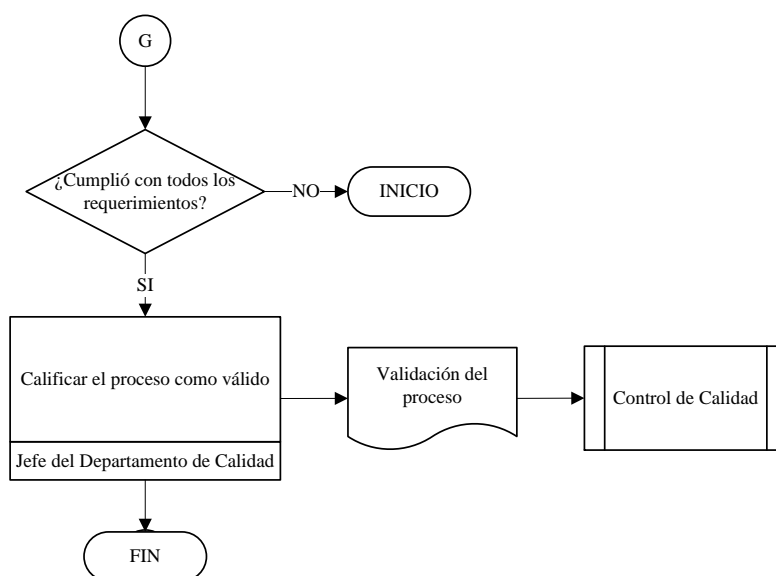 G
¿Cumplió con todos los
requerimientos?
NO
INICIO
SI
Calificar el proceso como válido
Jefe del Departamento de Calidad
Validación del
proceso
Control de Calidad
FIN